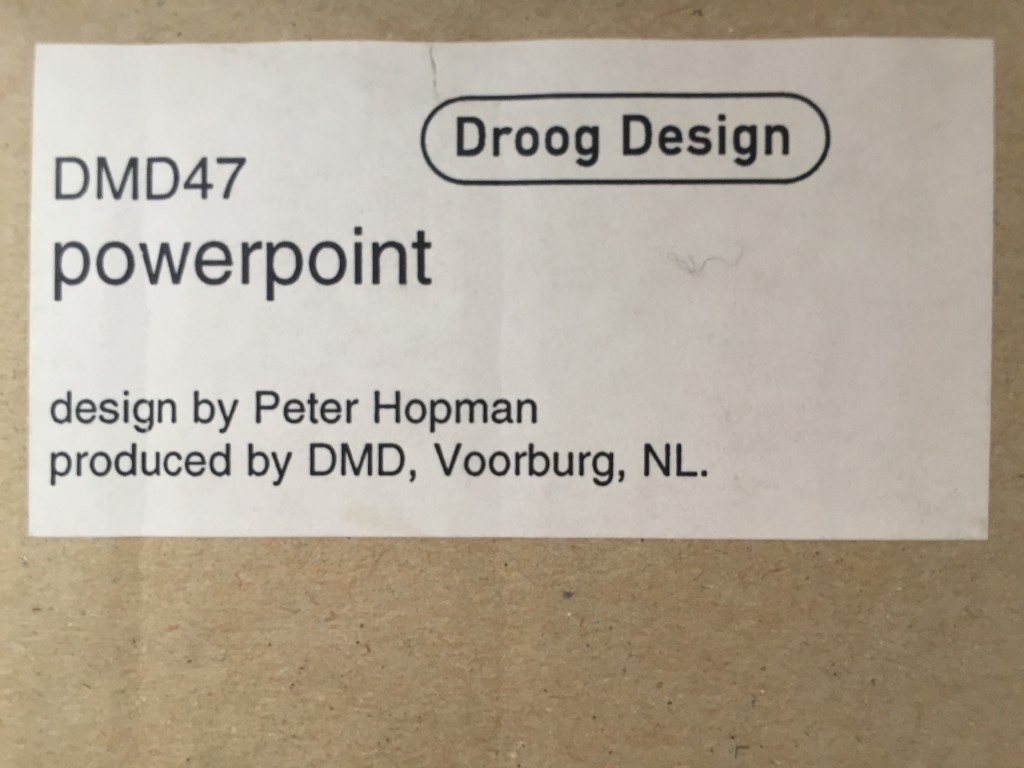 Droog Design
DMD47
powerpoint
design by Peter Hopman
produced by DMD, Voorburg, NL.